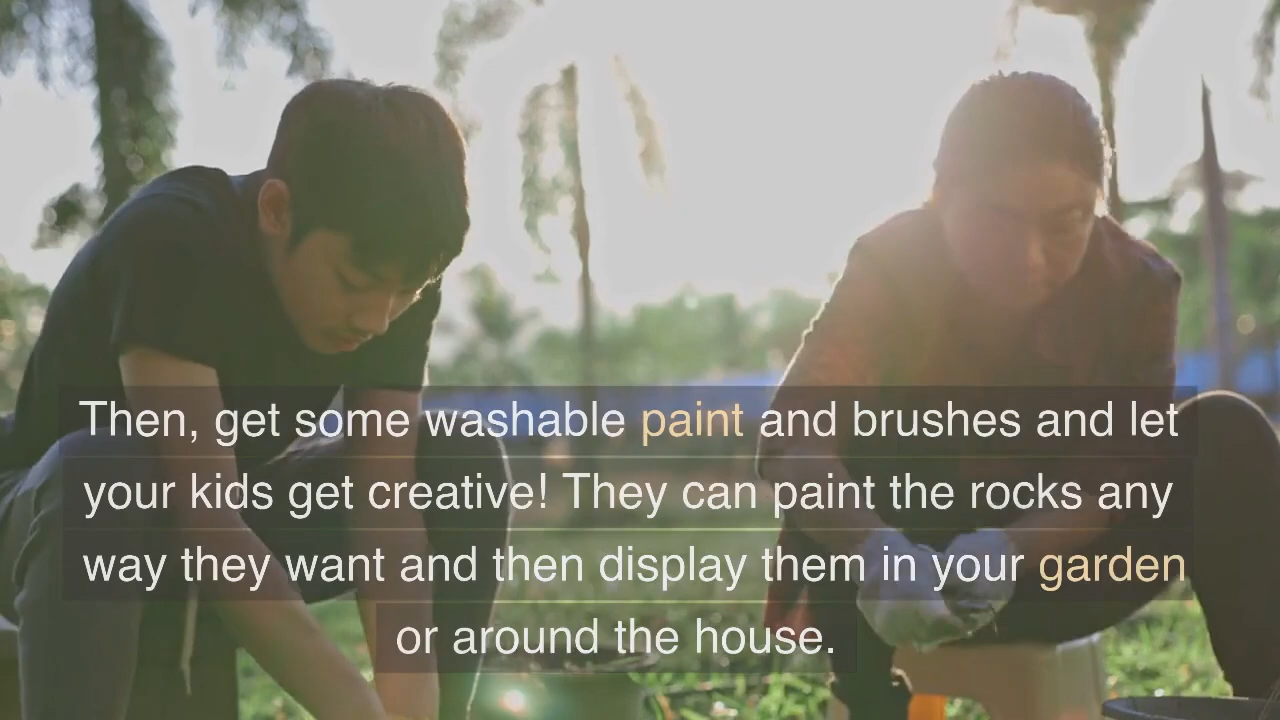 Then, get some washable paint and brushes and let
your kids get creative! They can paint the rocks any
way they want and then display them in your garden
or around the house.